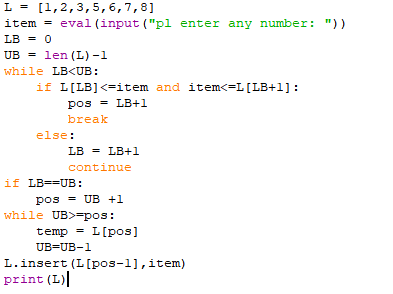 L = [1,2,3,5,6,7,8]
item = eval(input("pl enter any number: "))
LB = 0
UB = len(L)-1
while LB<UB:
    if L[LB]<=item and item<=L[LB+1]:
        pos = LB+1
        break
    else:
        LB = LB+1
        continue
if LB==UB:
    pos = UB +1
while UB>=pos:
    temp = L[pos]
    UB=UB-1
L.insert(L[pos-1],item)
print(L)